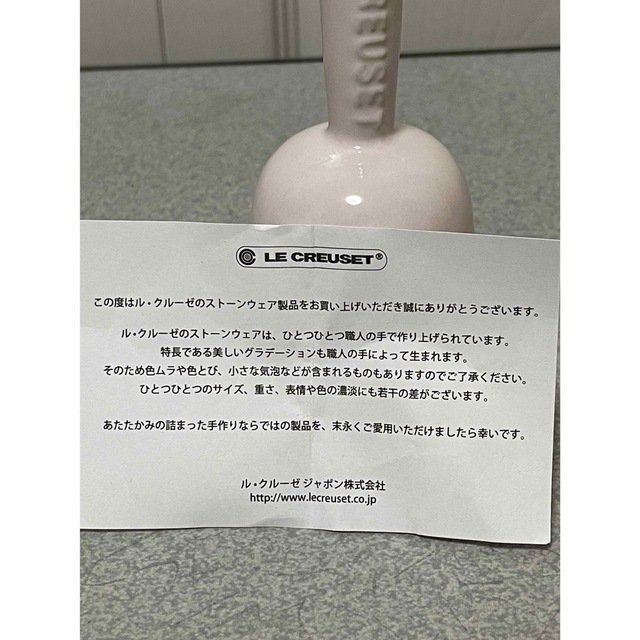 REUSET
LE CREUSET®
この度はル・クルーゼのストーンウェア製品をお買い上げいただき誠にありがとうございます。
ル・クルーゼのストーンウェアは、ひとつひとつ職人の手で作り上げられています。
特長である美しいグラデーションも職人の手によって生まれます。
そのため色ムラや色とび、小さな気泡などが含まれるものもありますのでご了承ください。
ひとつひとつのサイズ、重さ、表情や色の濃淡にも若干の差がございます。
あたたかみの詰まった手作りならではの製品を、末永くご愛用いただけましたら幸いです。
ル・クルーゼ ジャポン株式会社
http://www.lecreuset.co.jp